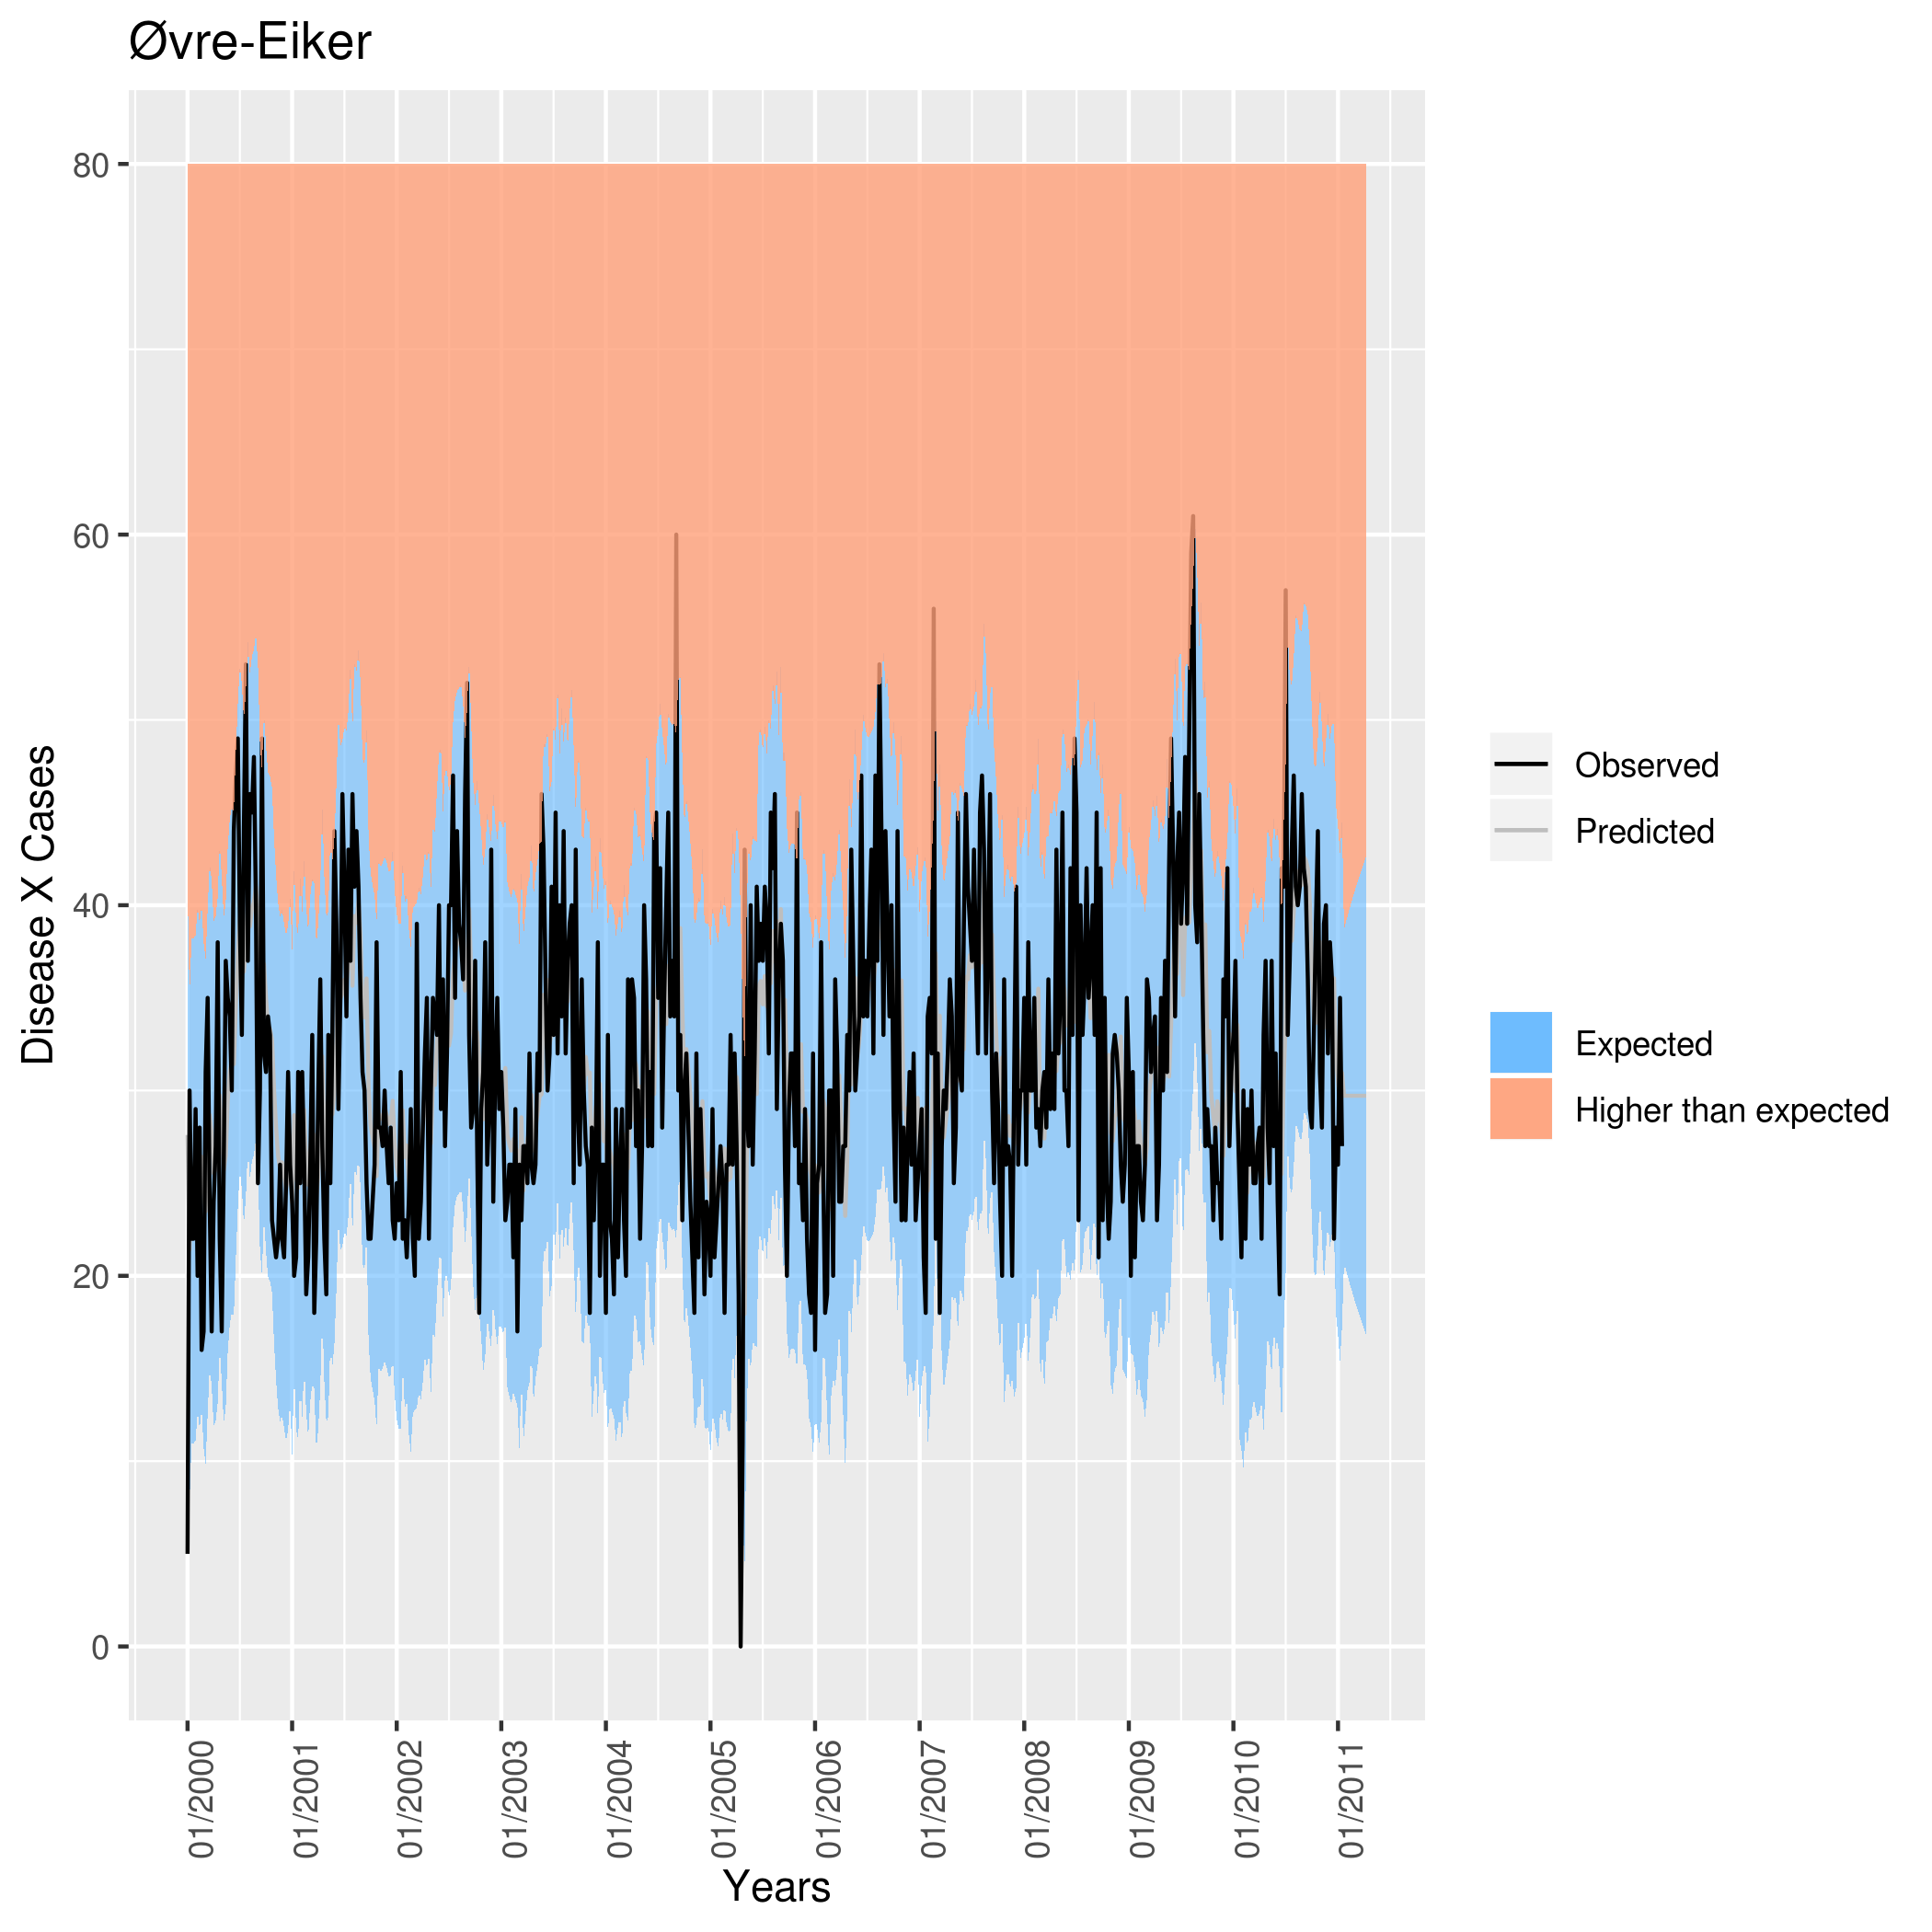 Øvre-Eiker
80
60
40
20
0
Disease X Cases
01/2000
01/2001
01/2002
01/2003
01/2004
01/2005
01/2006
01/2007
01/2008
01/2009
01/2010
01/2011
Years
Observed
Predicted
Expected
Higher than expected